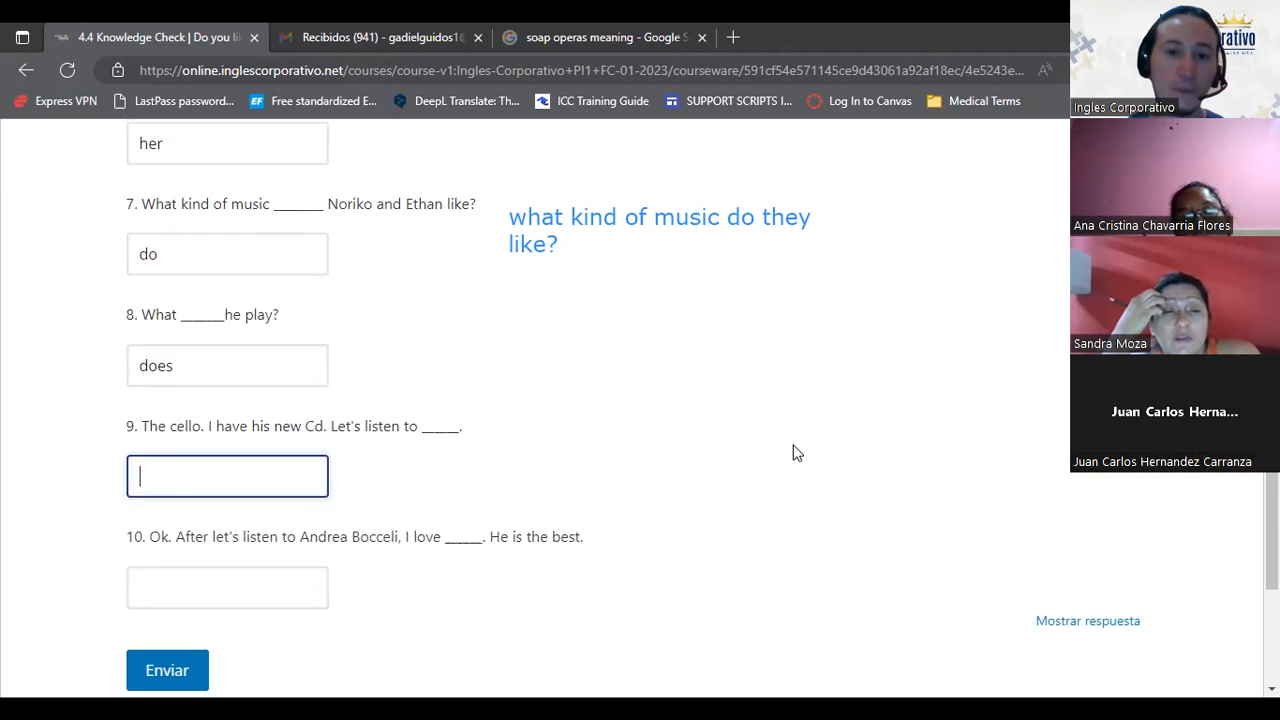 4.4 Knowledge Check | Do you li
Recibidos (941) - gadielguidos1@
soap operas meaning - Google S
https://online.inglescorporativo.net/courses/course-v1:Ingles-Corporativo+PI1+FC-01-2023/courseware/591cf54e571145ce9d43061a92af18ec/4e5243e...
Express VPN
LastPass password...
EF Free standardized E...
DeepL Translate: Th...
ICC Training Guide
SUPPORT SCRIPTS I...
Log In to Canvas
Medical Terms
her
7. What kind of music ________ Noriko and Ethan like?
do
what kind of music do they
like?
8. What _______he play?
does
9. The cello. I have his new Cd. Let's listen to ______.
10. Ok. After let's listen to Andrea Bocceli, I love ______. He is the best.
Mostrar respuesta
Enviar
Ingles Corporativo
Ana Cristina Chavarria Flores
Sandra Moza
Juan Carlos Herna...
Juan Carlos Hernandez Carranza